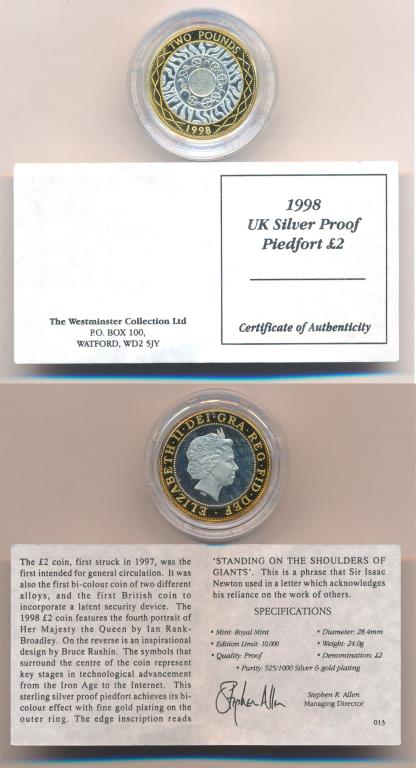 TWO POUNDS
1998
1998
UK Silver Proof
Piedfort £2
The Westminster Collection Ltd
P.O. BOX 100,
WATFORD, WD2 5JY
Certificate of Authenticity
ELIZABETH·II·DEI·GRA·REG·FID·DEF·
The £2 coin, first struck in 1997, was the
first intended for general circulation. It was
also the first bi-colour coin of two different
alloys, and the first British coin to
incorporate a latent security device. The
1998 £2 coin features the fourth portrait of
Her Majesty the Queen by Ian Rank-
Broadley. On the reverse is an inspirational
design by Bruce Rushin. The symbols that
surround the centre of the coin represent
key stages in technological advancement
from the Iron Age to the Internet. This
sterling silver proof piedfort achieves its bi-
colour effect with fine gold plating on the
outer ring. The edge inscription reads
'STANDING ON THE SHOULDERS OF
GIANTS'. This is a phrase that Sir Isaac
Newton used in a letter which acknowledges
his reliance on the work of others.
SPECIFICATIONS
• Mint: Royal Mint
• Diameter: 28.4mm
• Edition Limit: 10,000
• Weight: 24.0g
• Quality: Proof
• Denomination: £2
• Purity: 925/1000 Silver & gold plating
Stephen Allen
Stephen R. Allen
Managing Director
013